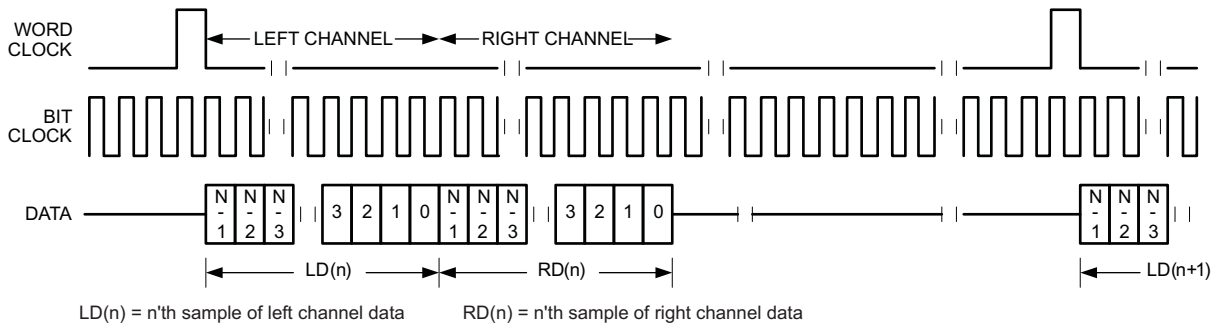 WORD
CLOCK
LEFT CHANNEL
RIGHT CHANNEL
BIT
CLOCK
DATA
N-1 N-2 N-3 3 2 1 0 N-1 N-2 N-3 3 2 1 0 N-1 N-2 N-3
LD(n) RD(n) LD(n+1)
LD(n) = n'th sample of left channel data RD(n) = n'th sample of right channel data